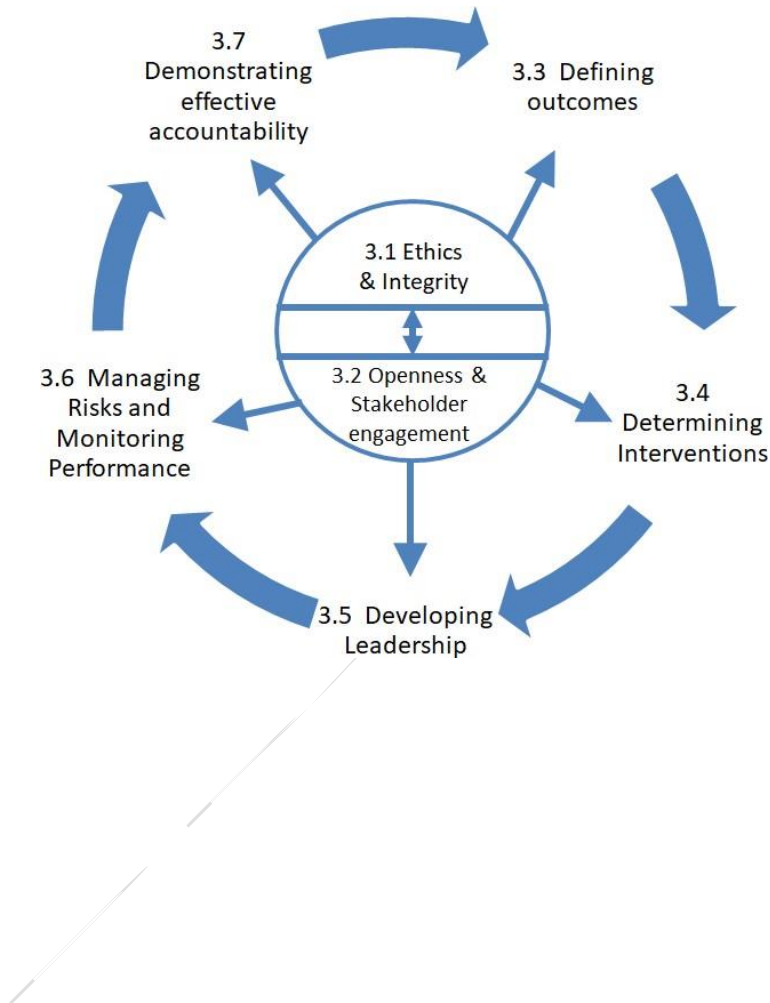 3.7
Demonstrating
effective
accountability
3.3 Defining
outcomes
3.1 Ethics
& Integrity
3.2 Openness &
Stakeholder
engagement
3.4
Determining
Interventions
3.6 Managing
Risks and
Monitoring
Performance
3.5 Developing
Leadership